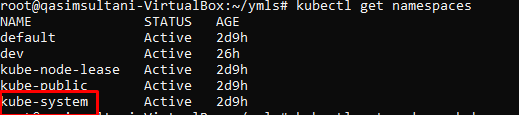 root@qasimsultani-VirtualBox:~/ymls# kubectl get namespaces
NAME STATUS AGE
default Active 2d9h
dev Active 26h
kube-node-lease Active 2d9h
kube-public Active 2d9h
kube-system Active 2d9h